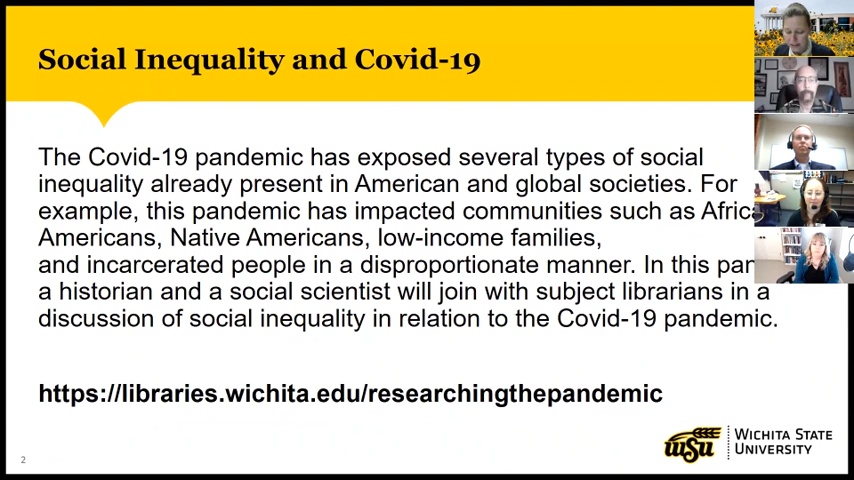 Social Inequality and Covid-19
The Covid-19 pandemic has exposed several types of social
inequality already present in American and global societies. For
example, this pandemic has impacted communities such as Africa
Americans, Native Americans, low-income families,
and incarcerated people in a disproportionate manner. In this pan
a historian and a social scientist will join with subject librarians in a
discussion of social inequality in relation to the Covid-19 pandemic.
https://libraries.wichita.edu/researchingthepandemic
wsu
WICHITA STATE
UNIVERSITY
2